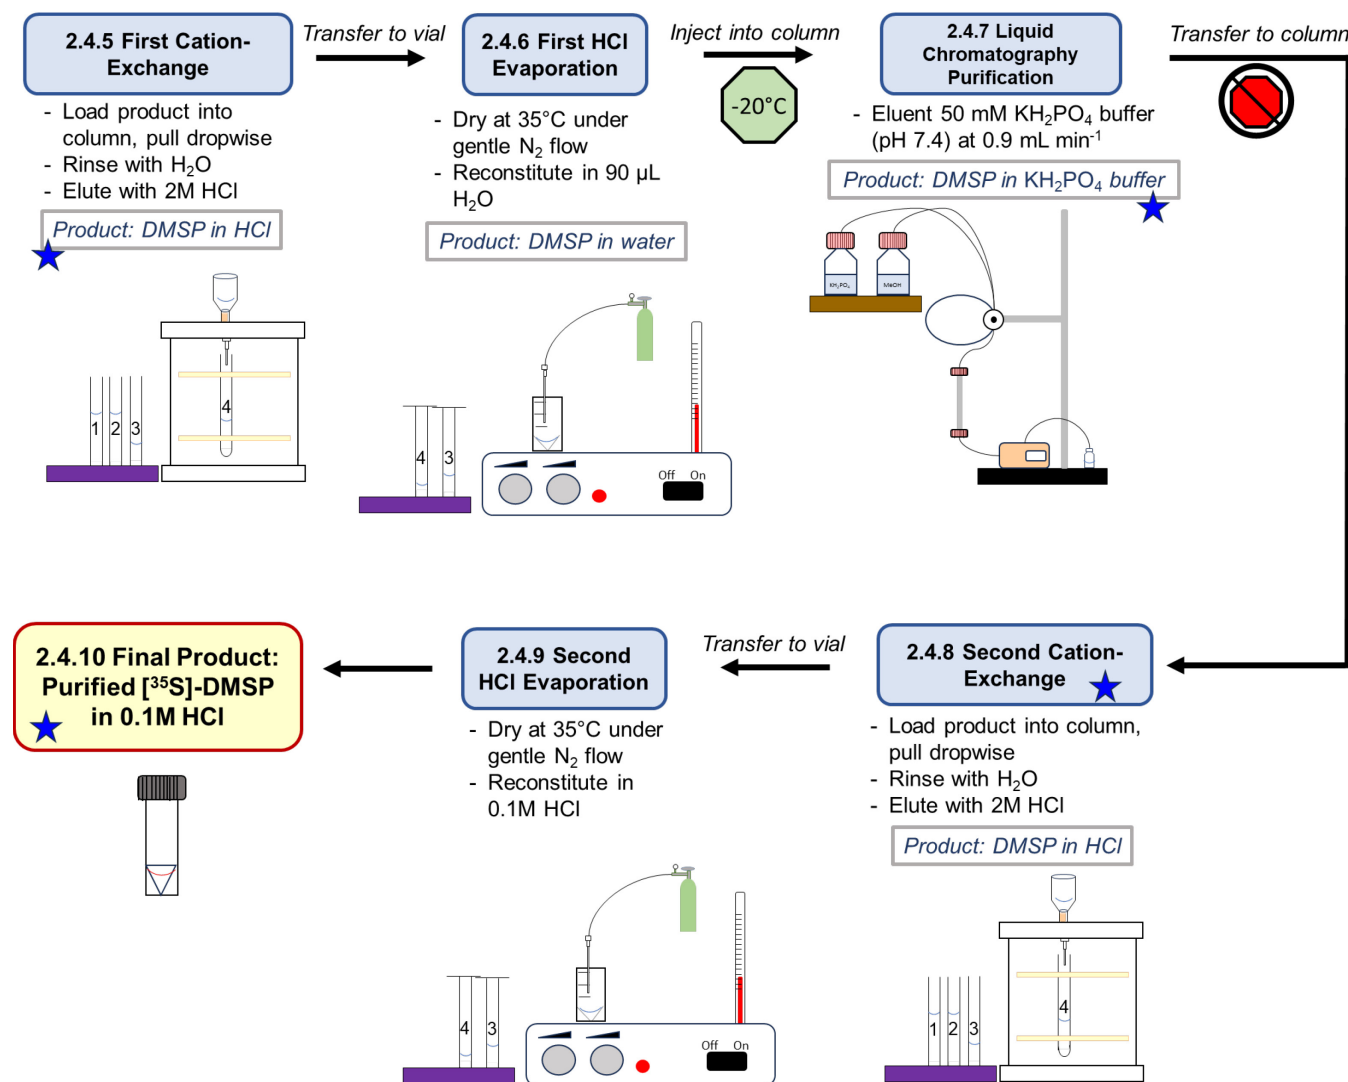 2.4.5 First Cation-
Exchange
Transfer to vial
2.4.6 First HCl
Evaporation
Inject into column
-20°C
2.4.7 Liquid
Chromatography
Purification
Transfer to column
- Load product into
column, pull dropwise
- Rinse with H₂O
- Elute with 2M HCl
Product: DMSP in HCl
- Dry at 35°C under
gentle N₂ flow
- Reconstitute in 90 µL
H₂O
Product: DMSP in water
- Eluent 50 mM KH₂PO₄ buffer
(pH 7.4) at 0.9 mL min⁻¹
Product: DMSP in KH₂PO₄ buffer
KH₂PO₄
MeOH
1
2
3
4
4
3
Off On
2.4.10 Final Product:
Purified [³⁵S]-DMSP
in 0.1M HCl
2.4.9 Second
HCl Evaporation
Transfer to vial
2.4.8 Second Cation-
Exchange
- Dry at 35°C under
gentle N₂ flow
- Reconstitute in
0.1M HCl
- Load product into column,
pull dropwise
- Rinse with H₂O
- Elute with 2M HCl
Product: DMSP in HCl
4
3
Off On
1
2
3
4